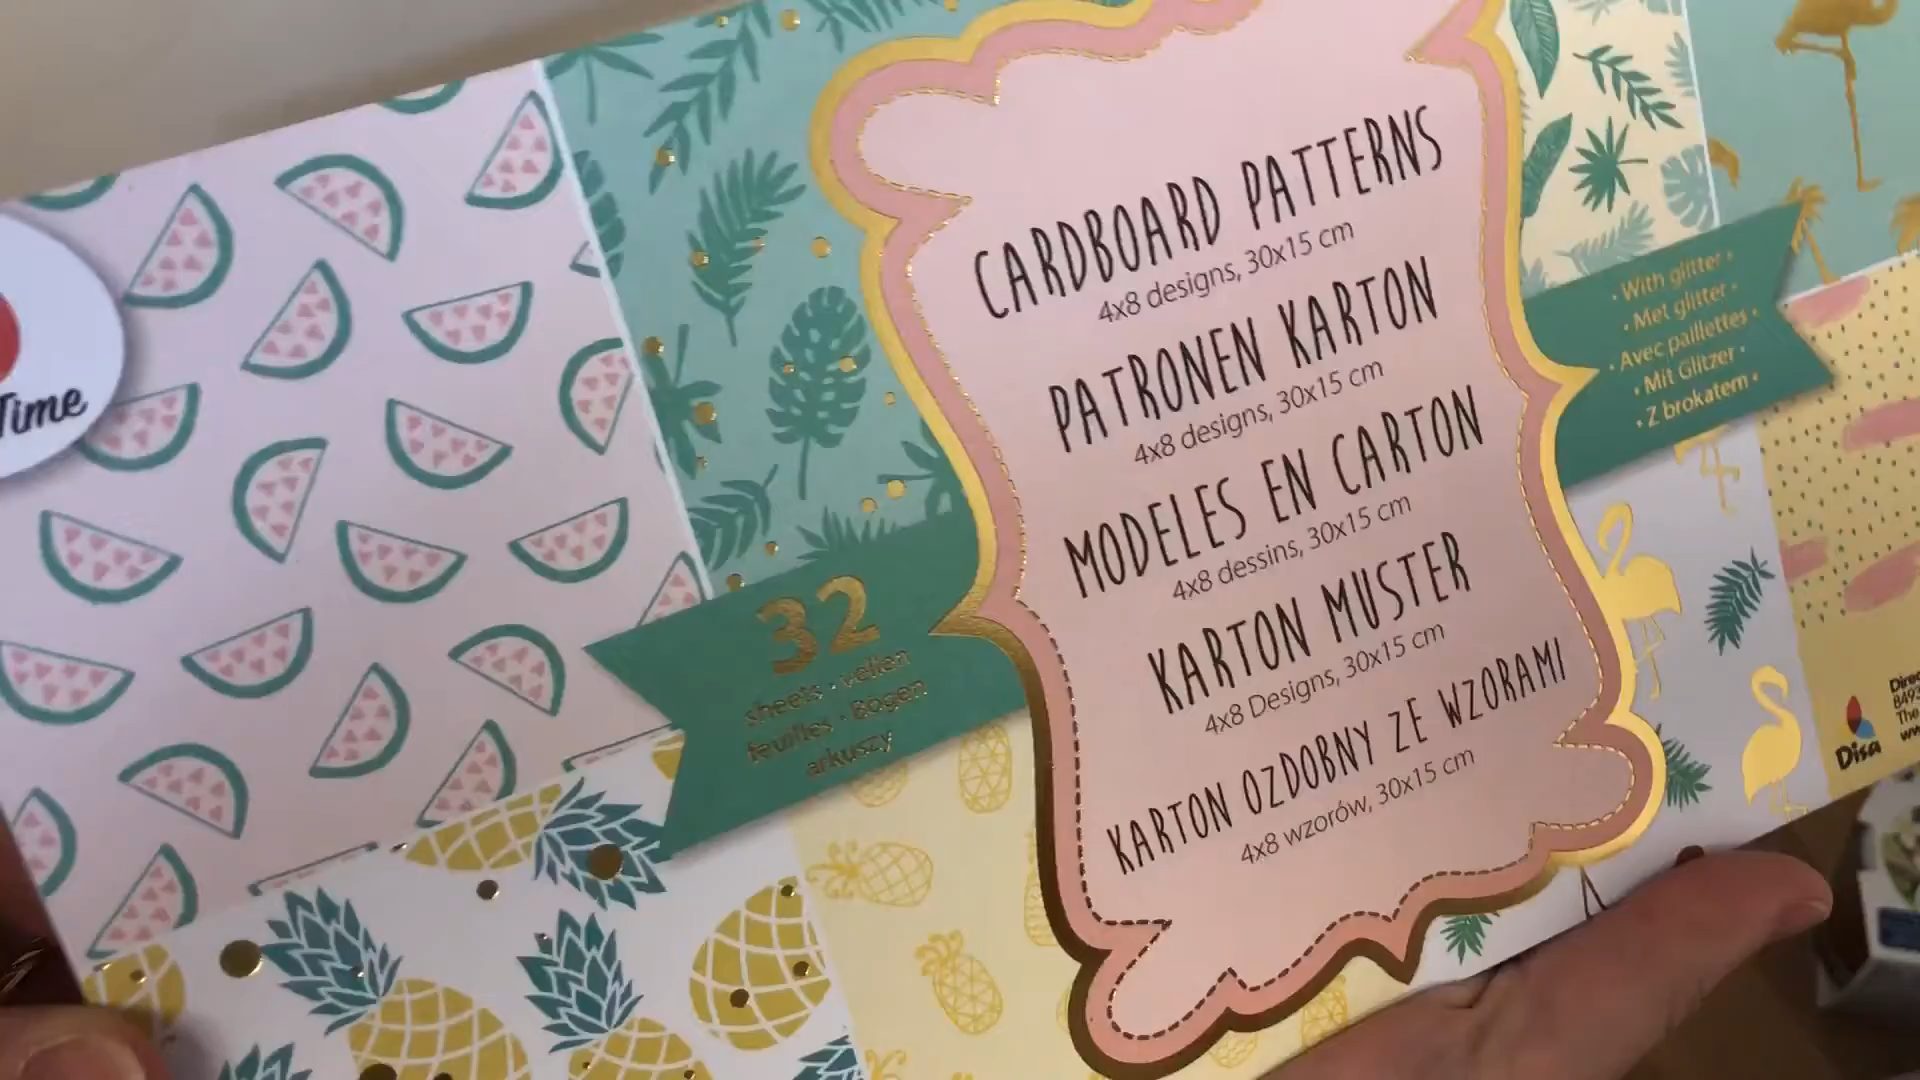 Time
CARDBOARD PATTERNS
4x8 designs, 30x15 cm
PATRONEN KARTON
4x8 designs, 30x15 cm
MODELES EN CARTON
4x8 dessins, 30x15 cm
KARTON MUSTER
4x8 Designs, 30x15 cm
KARTON OZDOBNY ZE WZORAMI
4x8 wzorów, 30x15 cm
32
sheets · vellen
feuilles · Bogen
arkuszy
· With glitter ·
· Met glitter ·
· Avec paillettes ·
· Mit Glitzer ·
· Z brokatem ·
Disa
The